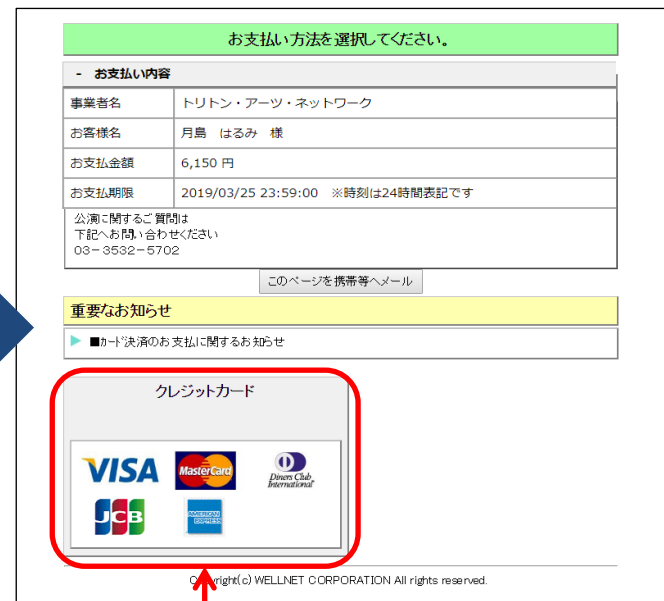 お支払い方法を選択してください。
- お支払い内容
事業者名 トリトン・アーツ・ネットワーク
お客様名 月島 はるみ 様
お支払金額 6,150 円
お支払期限 2019/03/25 23:59:00 ※時刻は24時間表記です
公演に関するご質問は
下記へお問い合わせください
03-3532-5702
このページを携帯等へメール
重要なお知らせ
■カード決済のお支払に関するお知らせ
クレジットカード
VISA MasterCard Diners Club International
JCB AMERICAN EXPRESS
Copyright(c) WELLNET CORPORATION All rights reserved.